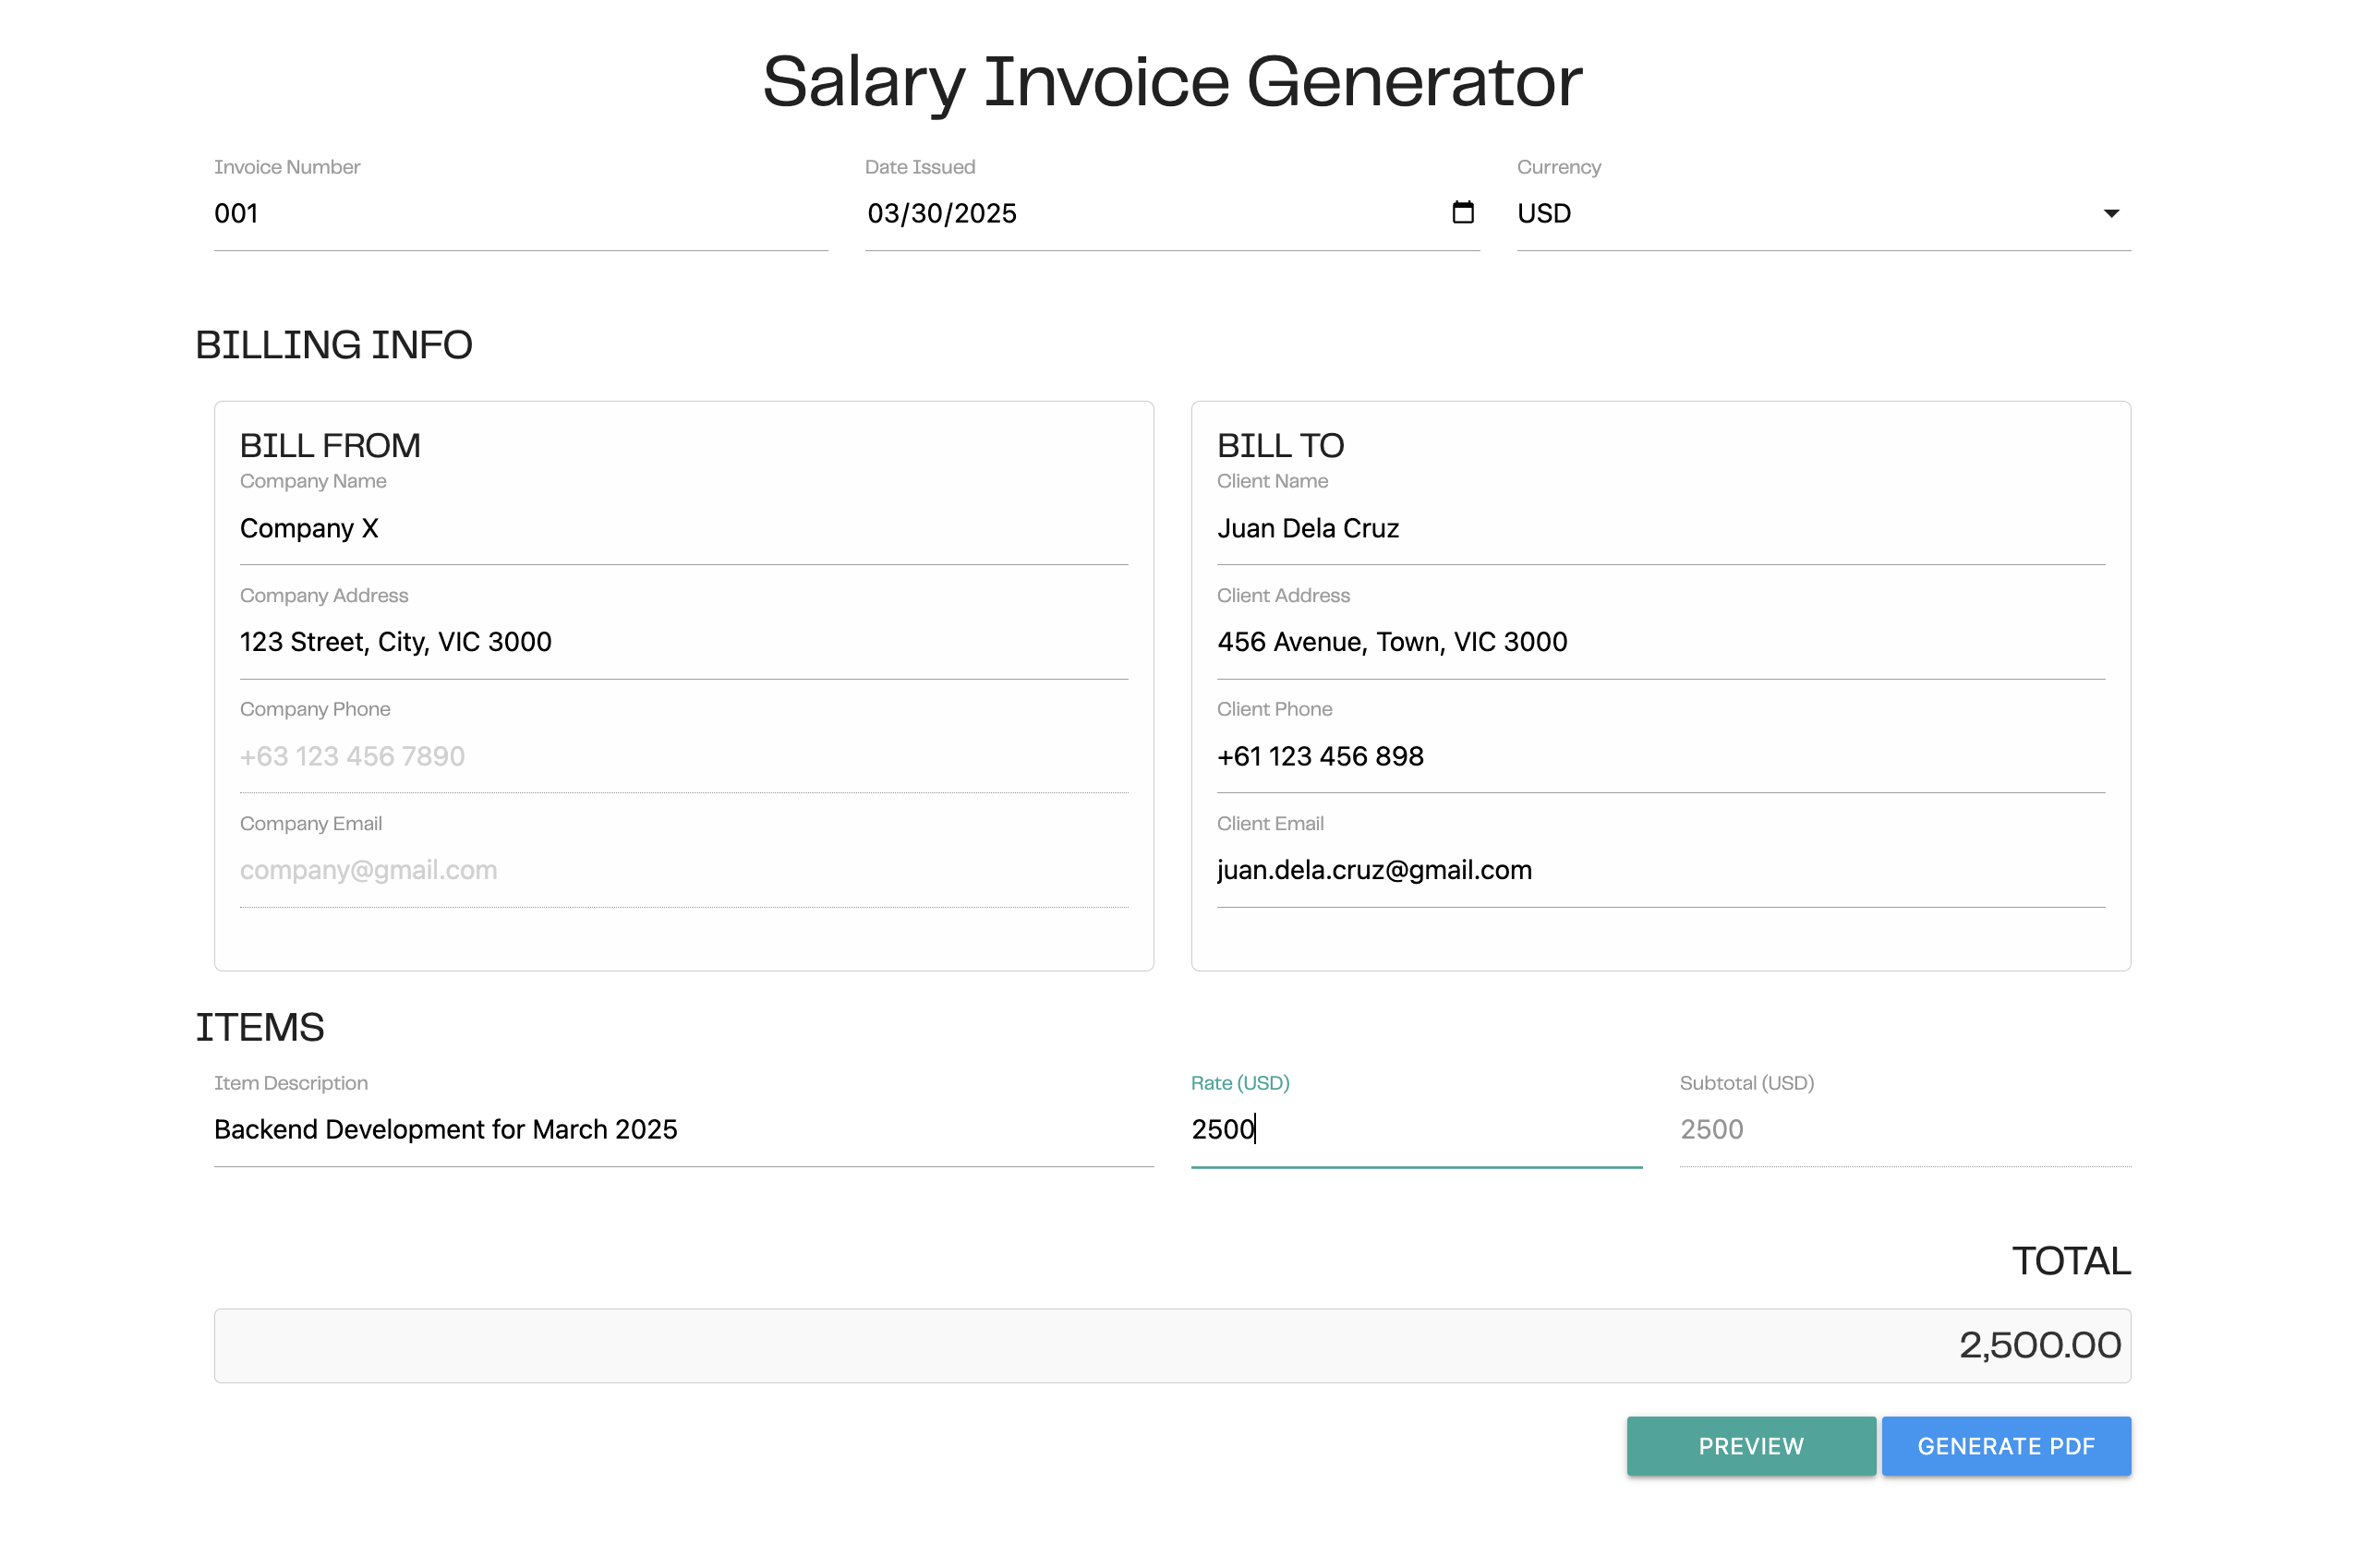 Salary Invoice Generator
Invoice Number
001
Date Issued
03/30/2025
Currency
USD
BILLING INFO
BILL FROM
Company Name
Company X
Company Address
123 Street, City, VIC 3000
Company Phone
+63 123 456 7890
Company Email
company@gmail.com
BILL TO
Client Name
Juan Dela Cruz
Client Address
456 Avenue, Town, VIC 3000
Client Phone
+61 123 456 898
Client Email
juan.dela.cruz@gmail.com
ITEMS
Item Description
Backend Development for March 2025
Rate (USD)
2500
Subtotal (USD)
2500
TOTAL
2,500.00
PREVIEW
GENERATE PDF